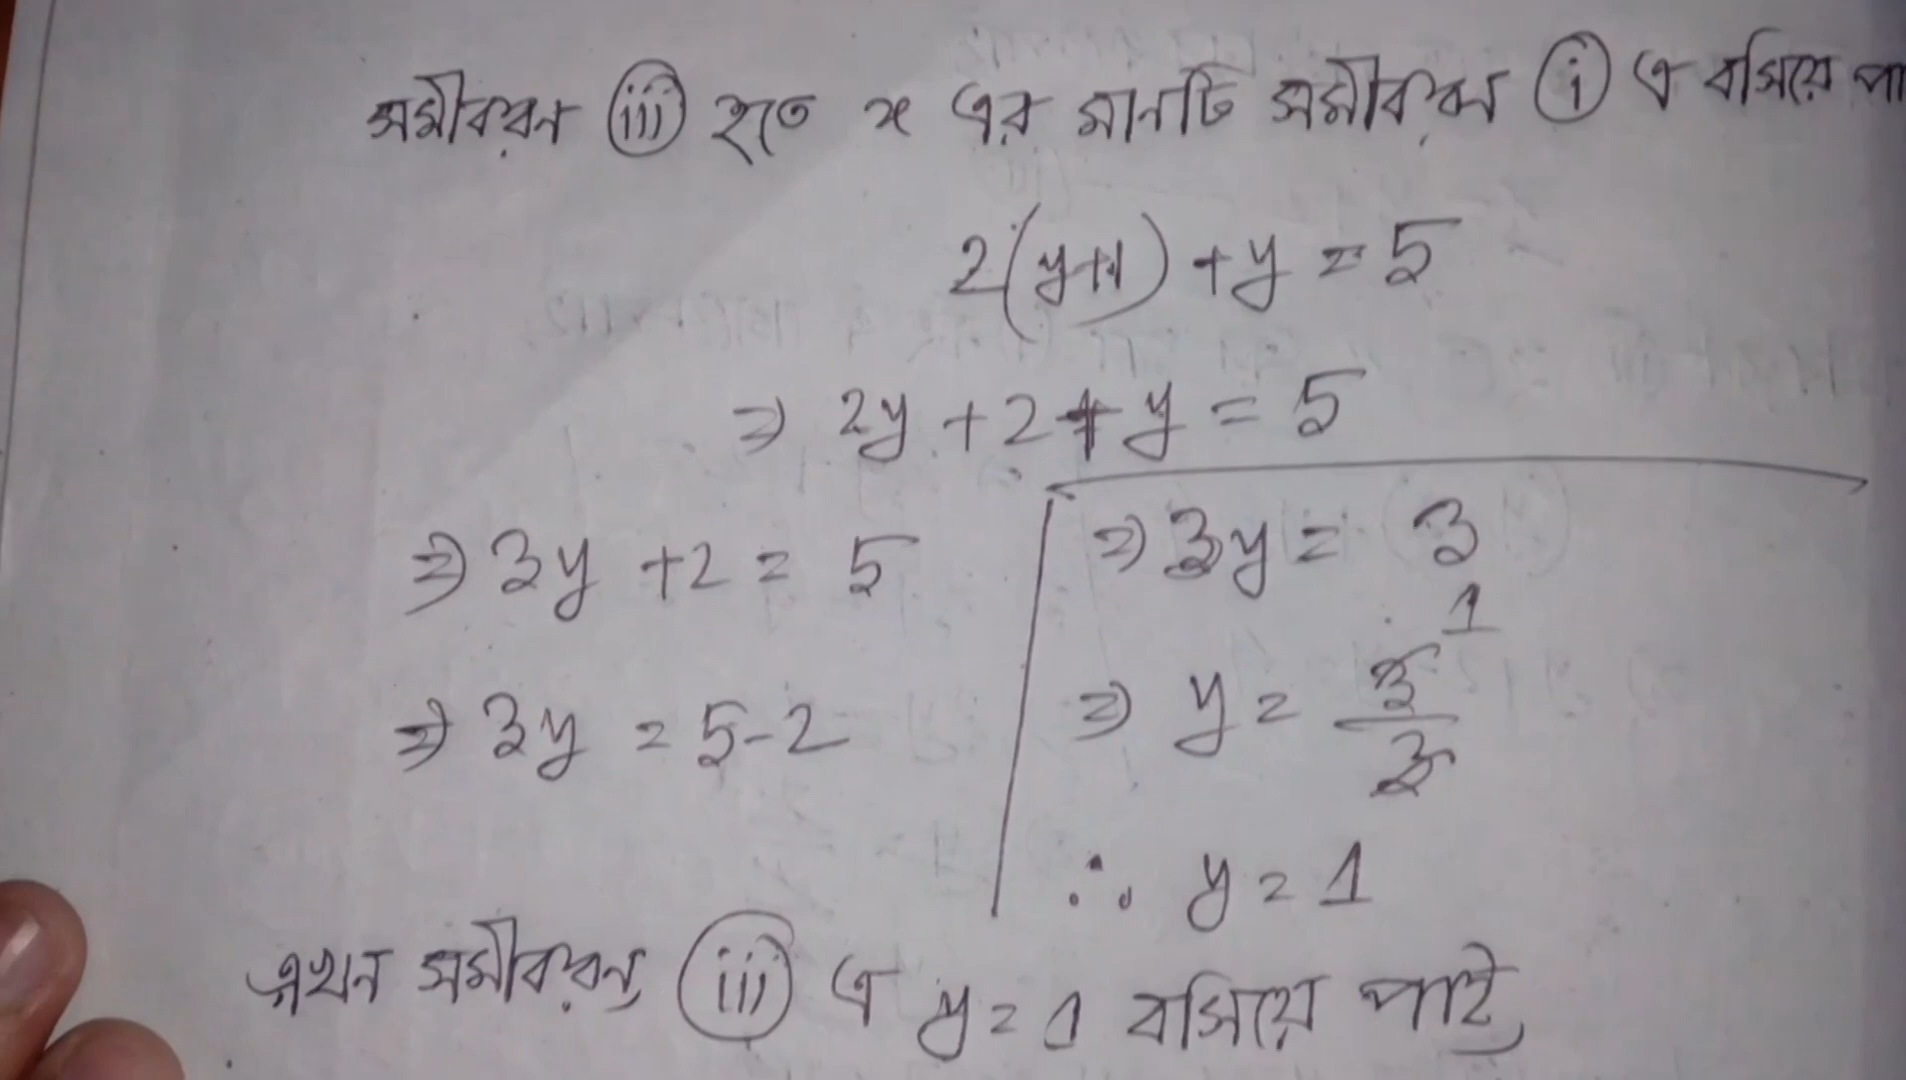 সমীকরণ (iii) হতে x এর মানটি সমীকরণ (i) এ বসিয়ে পা
2(y+1) + y = 5
⇒ 2y + 2 + y = 5
⇒ 3y + 2 = 5
⇒ 3y = 5 - 2
⇒ 3y = 3
1
⇒ y = 3/3
∴ y = 1
এখন সমীকরণ (iii) এ y = 1 বসিয়ে পাই,